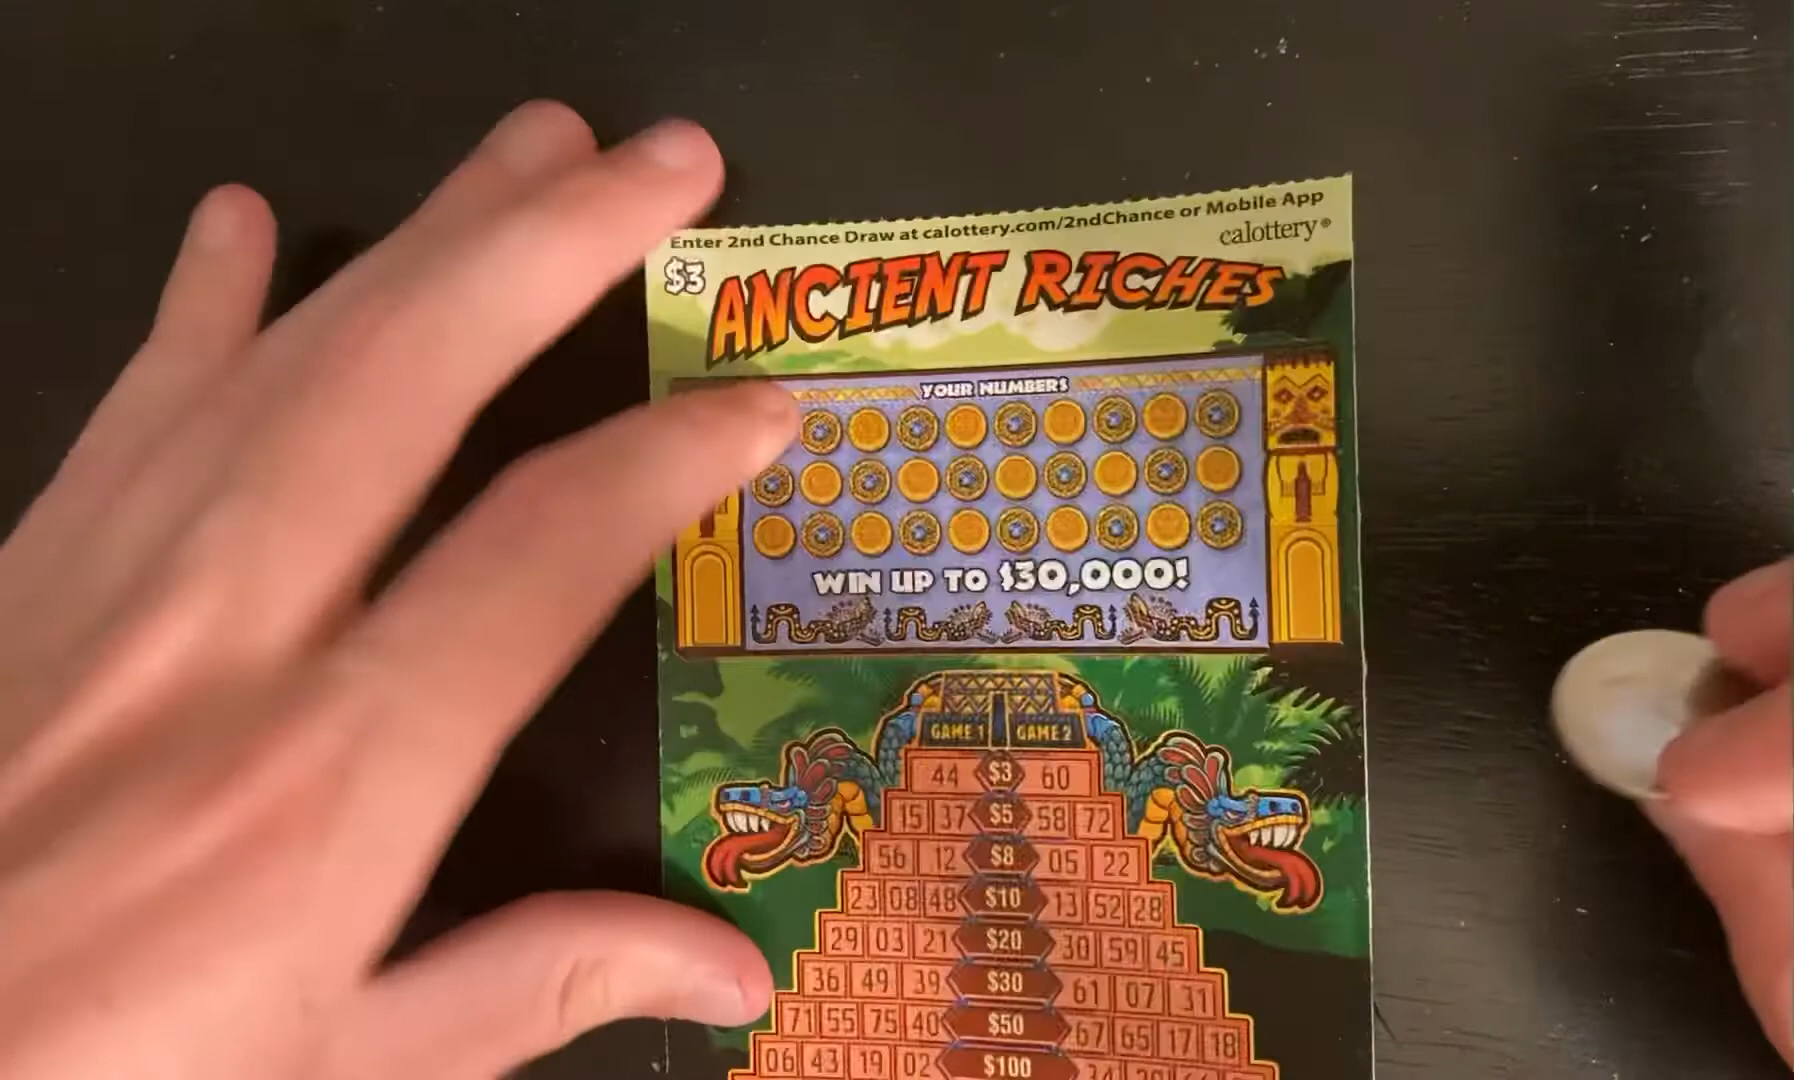 Enter 2nd Chance Draw at calottery.com/2ndChance or Mobile App
calottery®
$3
ANCIENT RICHES
YOUR NUMBERS
WIN UP TO $30,000!
GAME 1 GAME 2
44 $3 60
15 37 $5 58 72
56 12 $8 05 22
23 08 48 $10 13 52 28
29 03 21 $20 30 59 45
36 49 39 $30 61 07 31
71 55 75 40 $50 67 65 17 18
06 43 19 02 $100